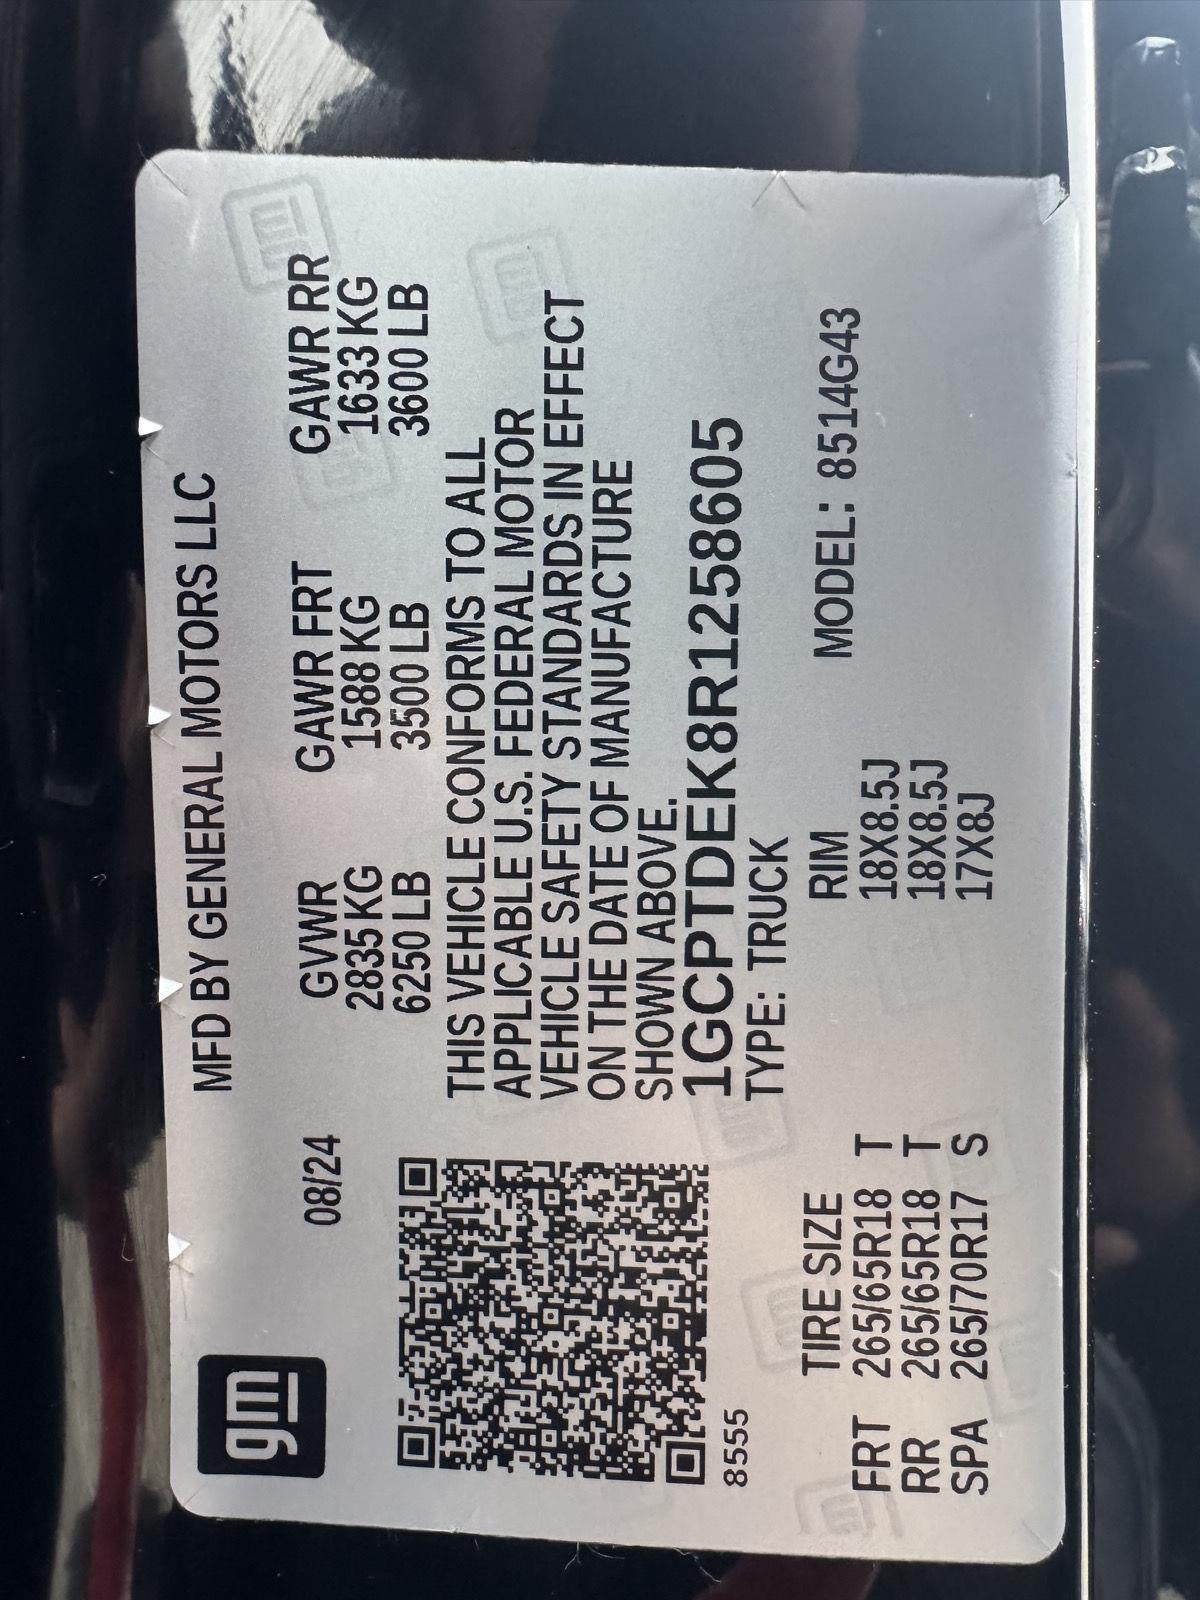 gm
MFD BY GENERAL MOTORS LLC
08/24
GVWR GAWR FRT GAWR RR
2835 KG 1588 KG 1633 KG
6250 LB 3500 LB 3600 LB
THIS VEHICLE CONFORMS TO ALL
APPLICABLE U.S. FEDERAL MOTOR
VEHICLE SAFETY STANDARDS IN EFFECT
ON THE DATE OF MANUFACTURE
SHOWN ABOVE.
1GCPTDEK8R1258605
8555 TYPE: TRUCK
TIRE SIZE RIM MODEL: 8514G43
FRT 265/65R18 T 18X8.5J
RR 265/65R18 T 18X8.5J
SPA 265/70R17 S 17X8J